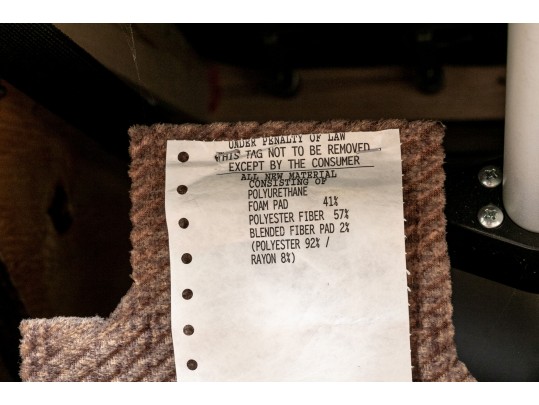 UNDER PENALTY OF LAW
THIS TAG NOT TO BE REMOVED
EXCEPT BY THE CONSUMER
ALL NEW MATERIAL
CONSISTING OF
POLYURETHANE
FOAM PAD 41%
POLYESTER FIBER 57%
BLENDED FIBER PAD 2%
(POLYESTER 92% /
RAYON 8%)